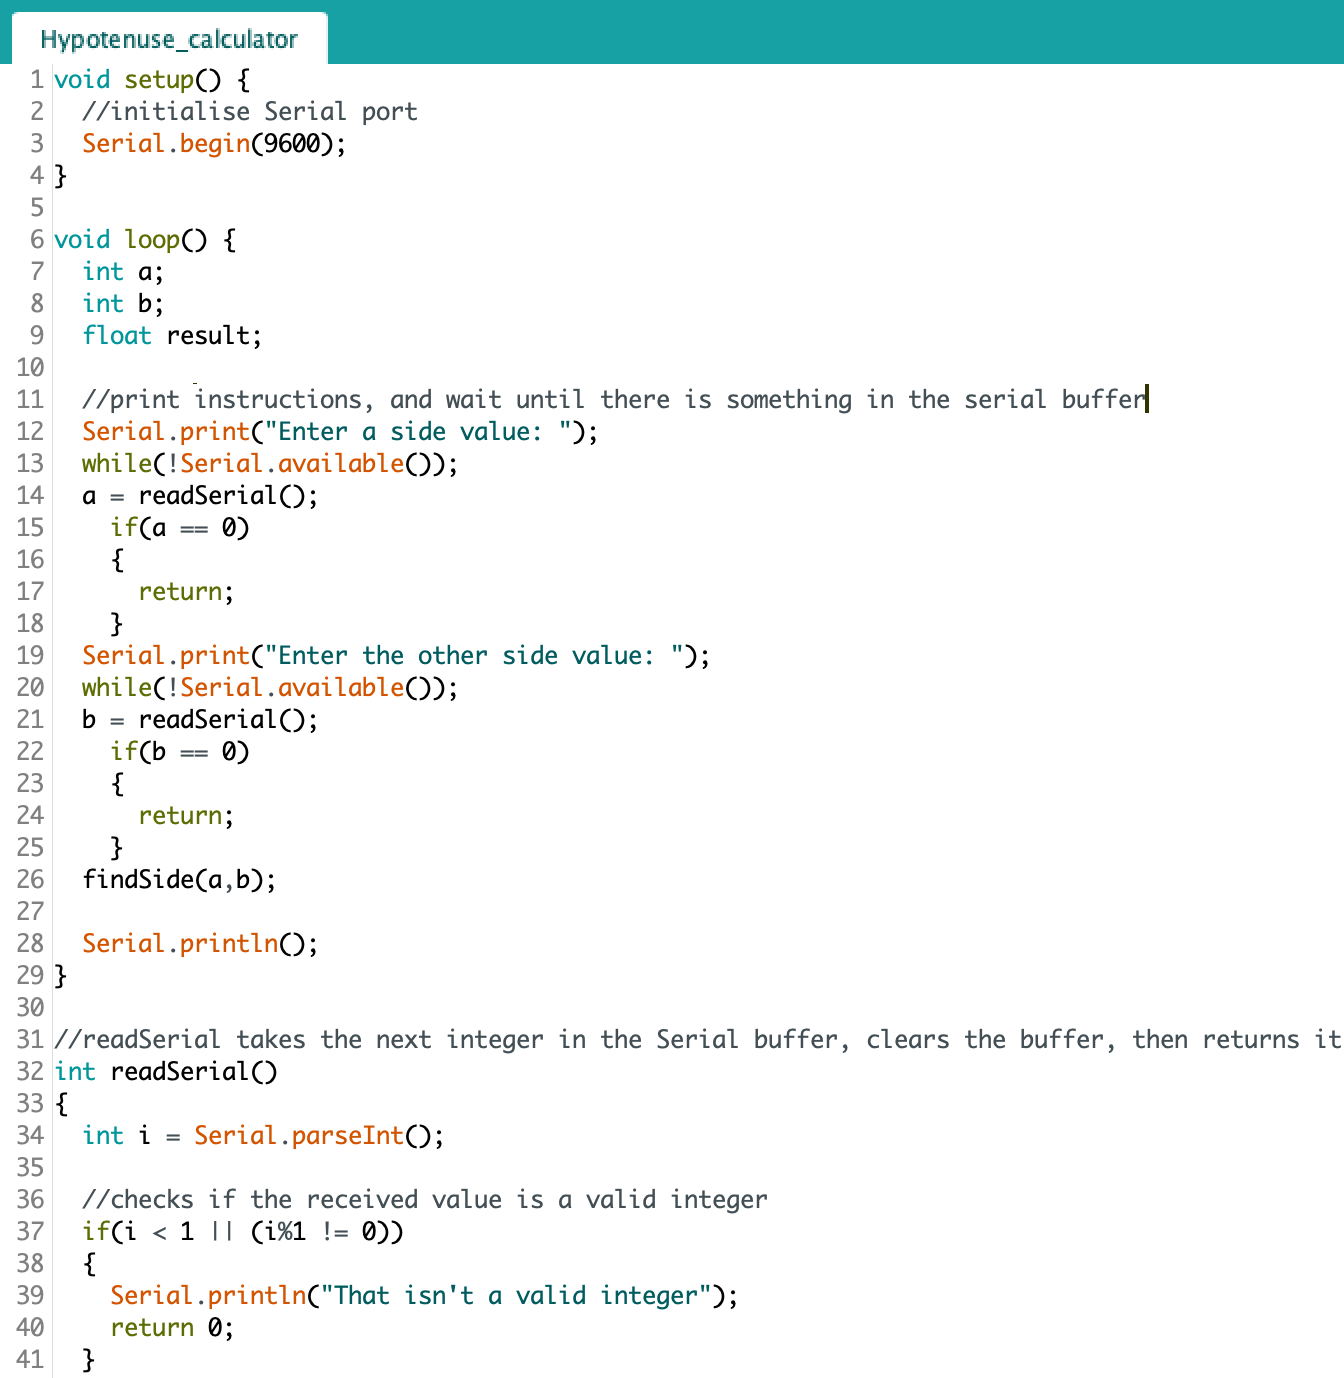 Hypotenuse_calculator
1 void setup() {
2   //initialise Serial port
3   Serial.begin(9600);
4 }
5
6 void loop() {
7   int a;
8   int b;
9   float result;
10
11   //print instructions, and wait until there is something in the serial buffer
12   Serial.print("Enter a side value: ");
13   while(!Serial.available());
14   a = readSerial();
15     if(a == 0)
16     {
17       return;
18     }
19   Serial.print("Enter the other side value: ");
20   while(!Serial.available());
21   b = readSerial();
22     if(b == 0)
23     {
24       return;
25     }
26   findSide(a,b);
27
28   Serial.println();
29 }
30
31 //readSerial takes the next integer in the Serial buffer, clears the buffer, then returns it
32 int readSerial()
33 {
34   int i = Serial.parseInt();
35
36   //checks if the received value is a valid integer
37   if(i < 1 || (i%1 != 0))
38   {
39     Serial.println("That isn't a valid integer");
40     return 0;
41   }